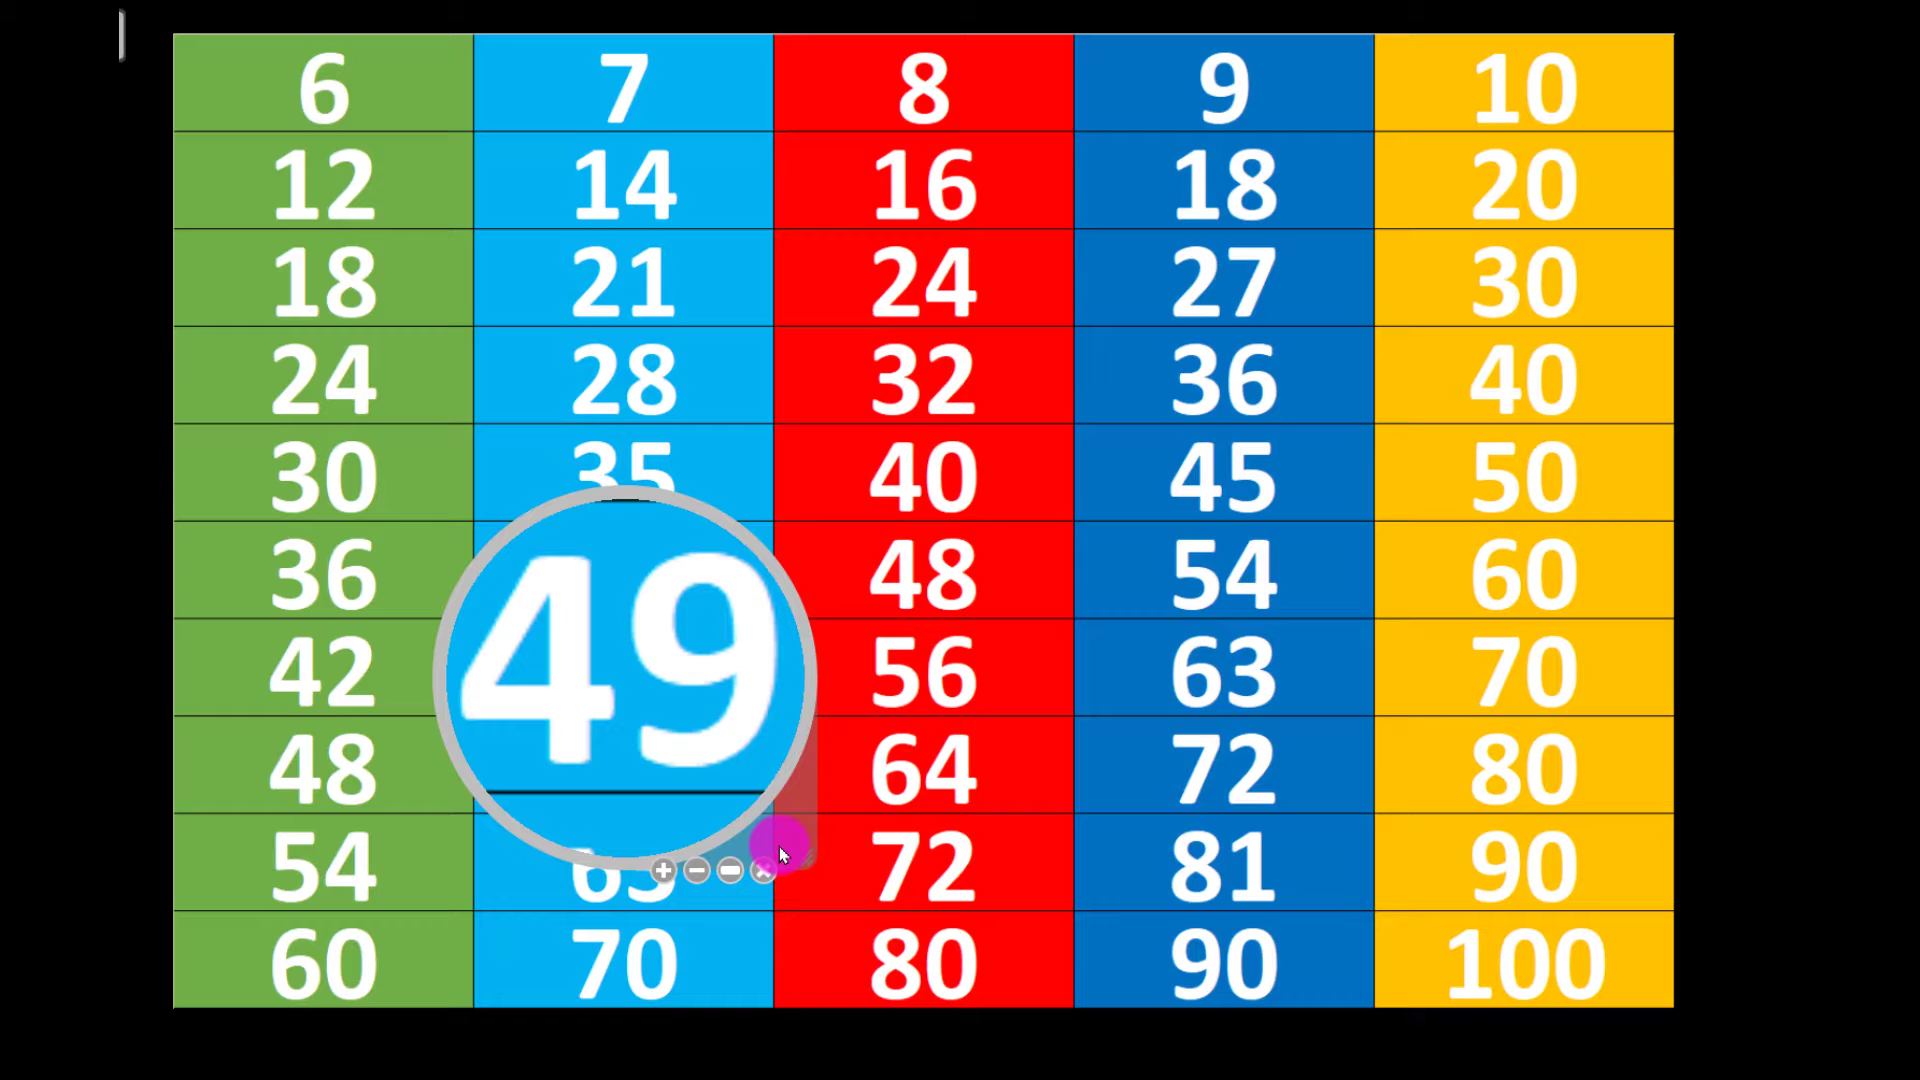 6 7 8 9 10
12 14 16 18 20
18 21 24 27 30
24 28 32 36 40
30 35 40 45 50
36 48 54 60
42 49 56 63 70
48 64 72 80
54 63 72 81 90
60 70 80 90 100